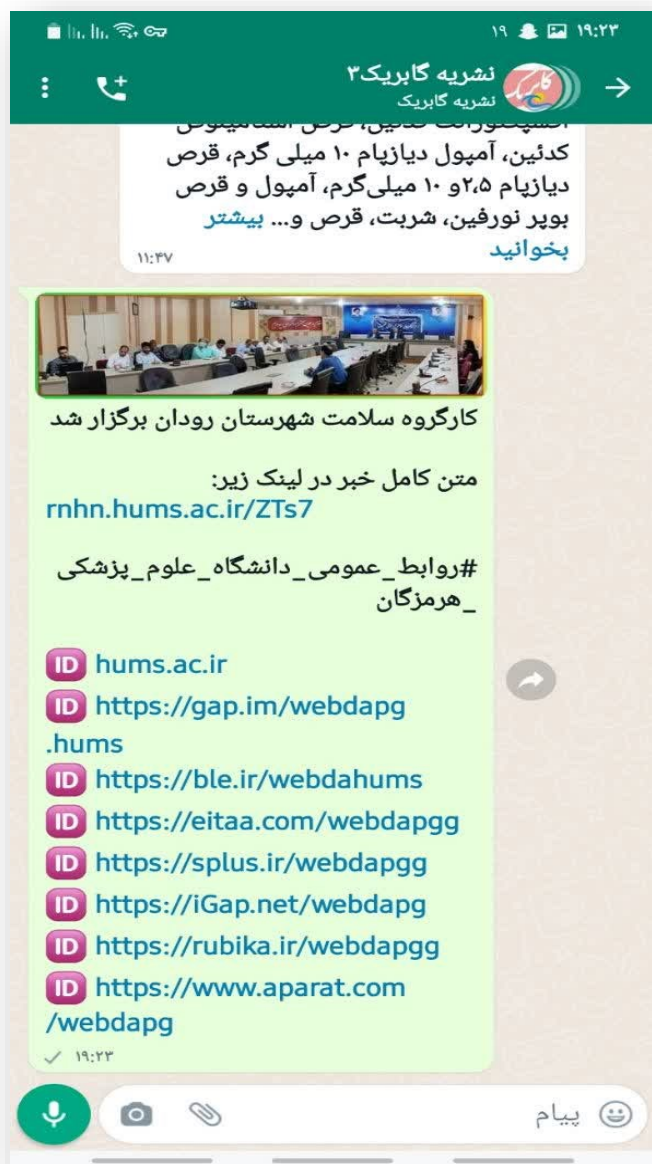 ۱۹ ۱۹:۲۳
نشریه گابریک۳
نشریه گابریک
کدئین، آمپول دیازپام ۱۰ میلی گرم، قرص
دیازپام ۲،۵و ۱۰ میلی‌گرم، آمپول و قرص
بوپر نورفین، شربت، قرص و... بیشتر
بخوانید
۱۱:۴۷
کارگروه سلامت شهرستان رودان برگزار شد
متن کامل خبر در لینک زیر:
rnhn.hums.ac.ir/ZTs7
#روابط_عمومی_دانشگاه_علوم_پزشکی
_هرمزگان
ID hums.ac.ir
ID https://gap.im/webdapg
.hums
ID https://ble.ir/webdahums
ID https://eitaa.com/webdapgg
ID https://splus.ir/webdapgg
ID https://iGap.net/webdapg
ID https://rubika.ir/webdapgg
ID https://www.aparat.com
/webdapg
۱۹:۲۳
پیام